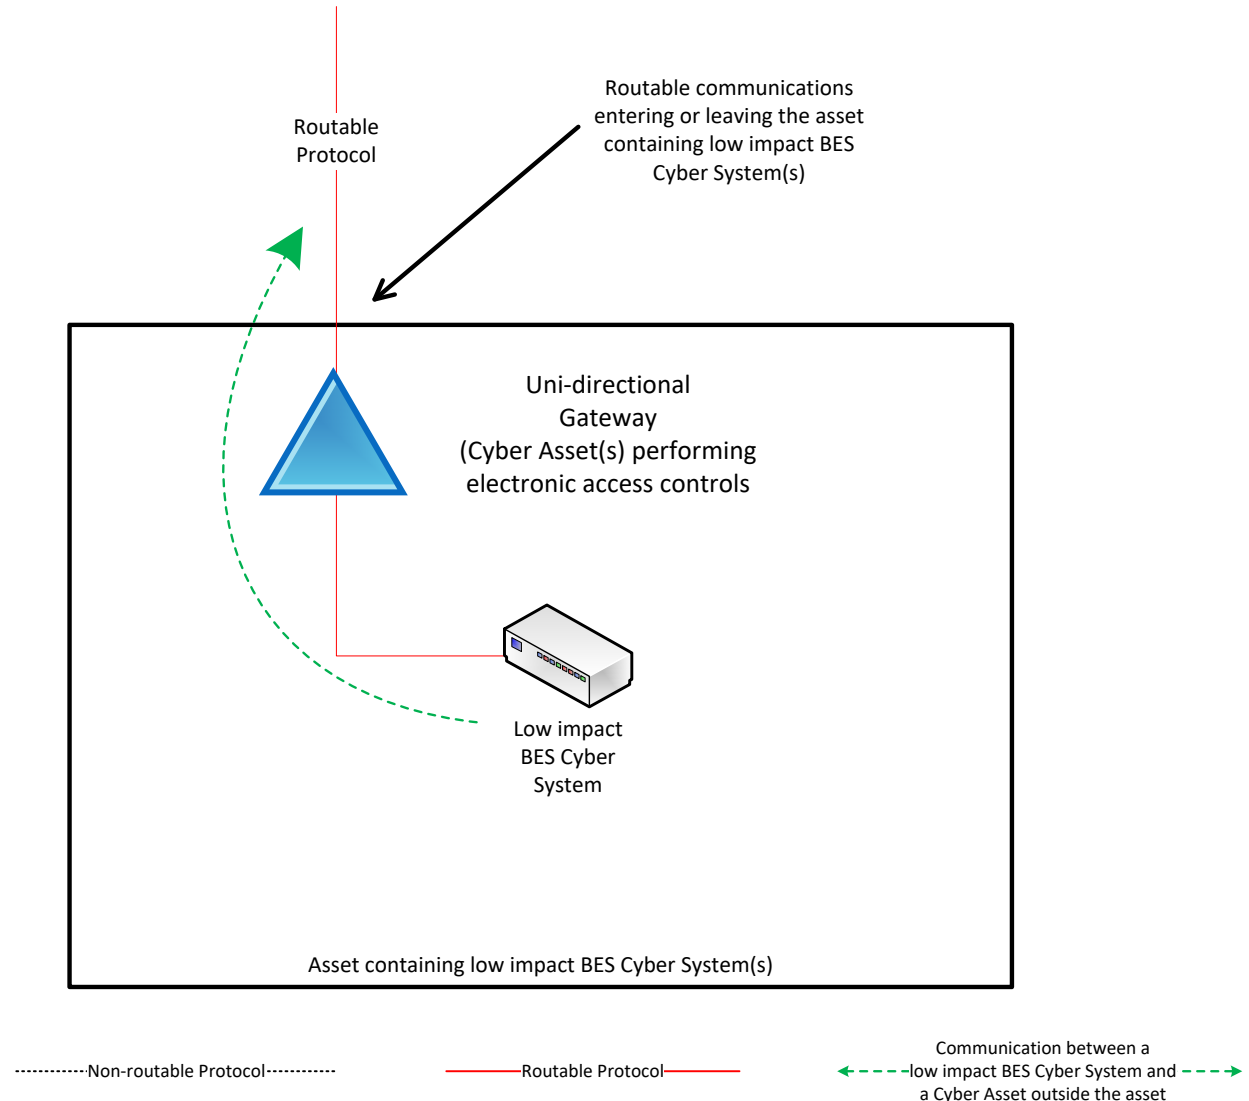 Routable communications
entering or leaving the asset
containing low impact BES
Cyber System(s)
Routable
Protocol
Uni-directional
Gateway
(Cyber Asset(s) performing
electronic access controls
Low impact
BES Cyber
System
Asset containing low impact BES Cyber System(s)
Non-routable Protocol
Routable Protocol
Communication between a
low impact BES Cyber System and
a Cyber Asset outside the asset